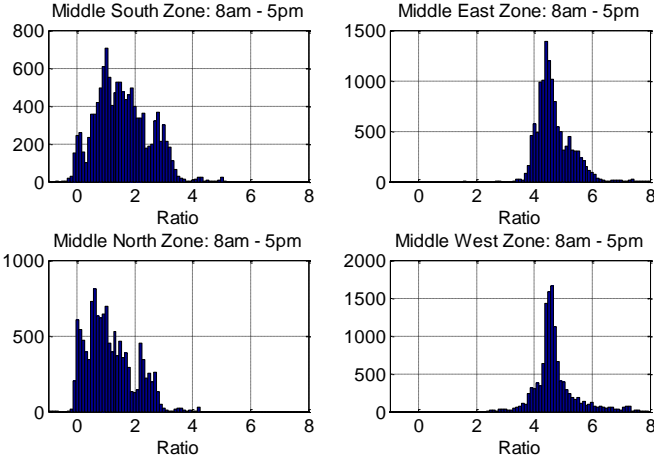 Middle South Zone: 8am - 5pm
800
600
400
200
0
0 2 4 6 8
Ratio
Middle East Zone: 8am - 5pm
1500
1000
500
0
0 2 4 6 8
Ratio
Middle North Zone: 8am - 5pm
1000
500
0
0 2 4 6 8
Ratio
Middle West Zone: 8am - 5pm
2000
1500
1000
500
0
0 2 4 6 8
Ratio